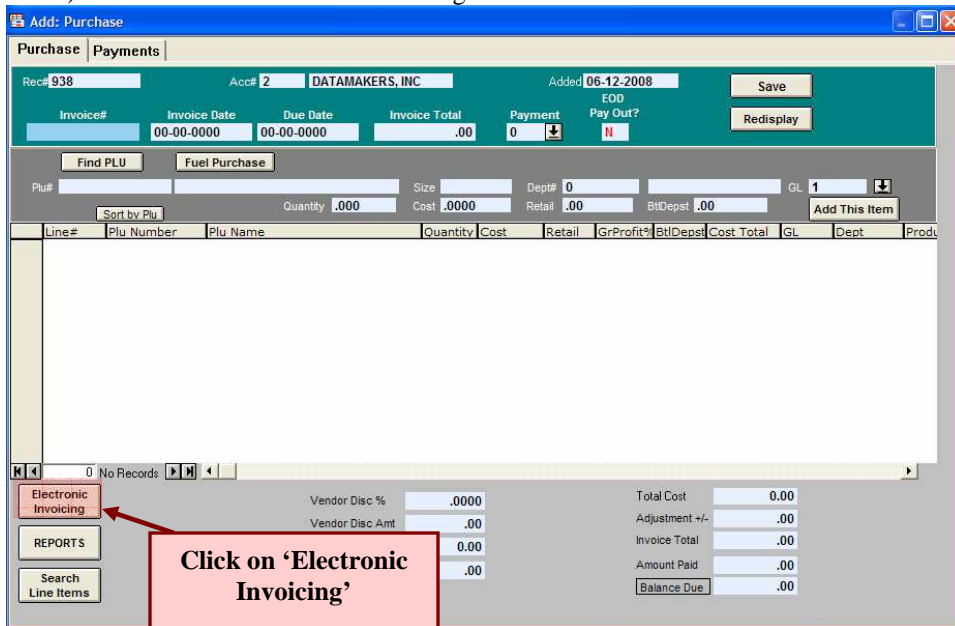 Add: Purchase
Purchase Payments
Rec# 938 Acc# 2 DATAMAKERS, INC Added 06-12-2008 Save
EOD
Invoice# Invoice Date Due Date Invoice Total Payment Pay Out? Redisplay
00-00-0000 00-00-0000 .00 0 N
Find PLU Fuel Purchase
Plu# Size Dept# 0 GL 1
Sort by Plu Quantity .000 Cost .0000 Retail .00 BtlDepst .00 Add This Item
Line# Plu Number Plu Name Quantity Cost Retail GrProfit% BtlDepst Cost Total GL Dept Produ
0 No Records
Electronic
Invoicing
Vendor Disc % .0000 Total Cost 0.00
Vendor Disc Amt .00 Adjustment +/- .00
REPORTS 0.00 Invoice Total .00
.00 Amount Paid .00
Search
Line Items
Balance Due .00
Click on ‘Electronic
Invoicing’